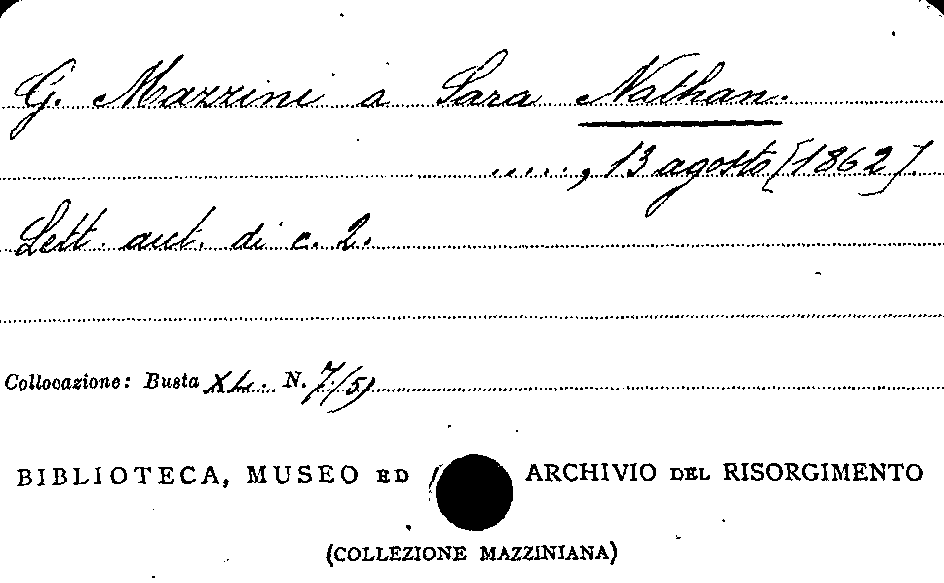 G. Mazzini a Sara Nathan.
....., 13 agosto [1862].
Lett. aut. di c. 2.
Collocazione: Busta XL. N. 7/(5)
BIBLIOTECA, MUSEO ED ARCHIVIO DEL RISORGIMENTO
(COLLEZIONE MAZZINIANA)